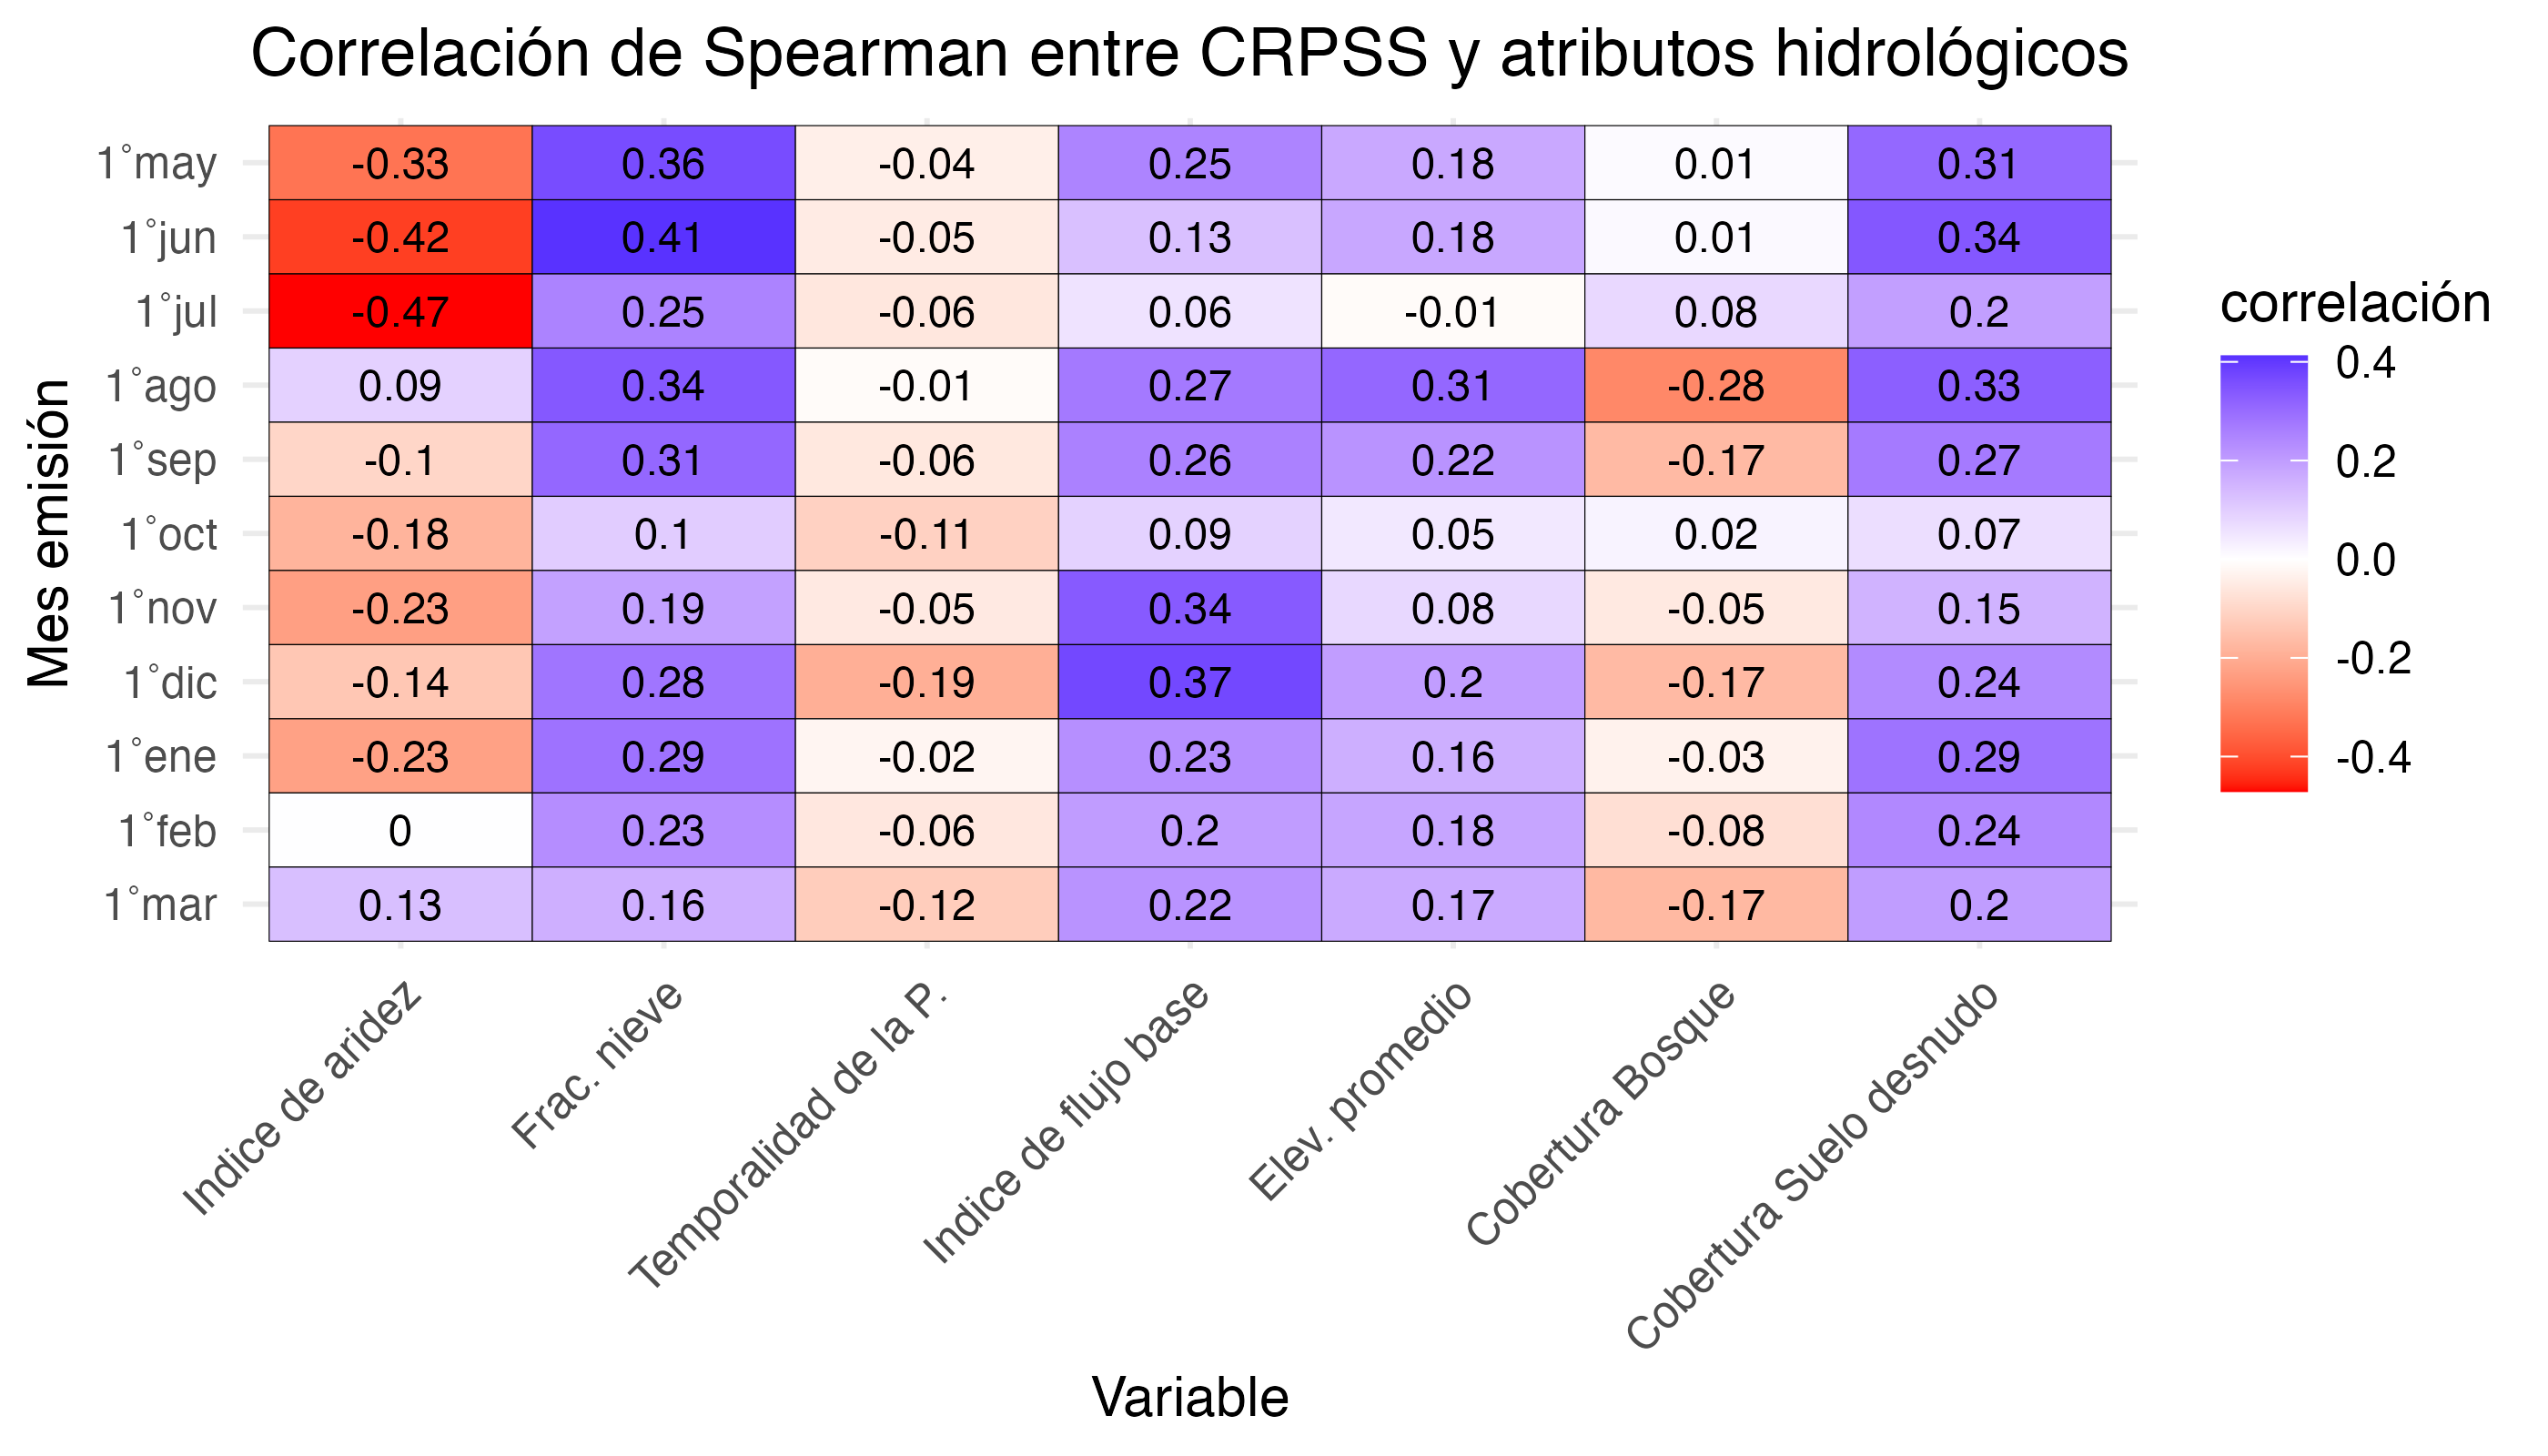 Correlación de Spearman entre CRPSS y atributos hidrológicos
Mes emisión
1°may -0.33 0.36 -0.04 0.25 0.18 0.01 0.31
1°jun -0.42 0.41 -0.05 0.13 0.18 0.01 0.34
1°jul -0.47 0.25 -0.06 0.06 -0.01 0.08 0.2
1°ago 0.09 0.34 -0.01 0.27 0.31 -0.28 0.33
1°sep -0.1 0.31 -0.06 0.26 0.22 -0.17 0.27
1°oct -0.18 0.1 -0.11 0.09 0.05 0.02 0.07
1°nov -0.23 0.19 -0.05 0.34 0.08 -0.05 0.15
1°dic -0.14 0.28 -0.19 0.37 0.2 -0.17 0.24
1°ene -0.23 0.29 -0.02 0.23 0.16 -0.03 0.29
1°feb 0 0.23 -0.06 0.2 0.18 -0.08 0.24
1°mar 0.13 0.16 -0.12 0.22 0.17 -0.17 0.2
Indice de aridez
Frac. nieve
Temporalidad de la P.
Indice de flujo base
Elev. promedio
Cobertura Bosque
Cobertura Suelo desnudo
Variable
correlación
0.4
0.2
0.0
-0.2
-0.4